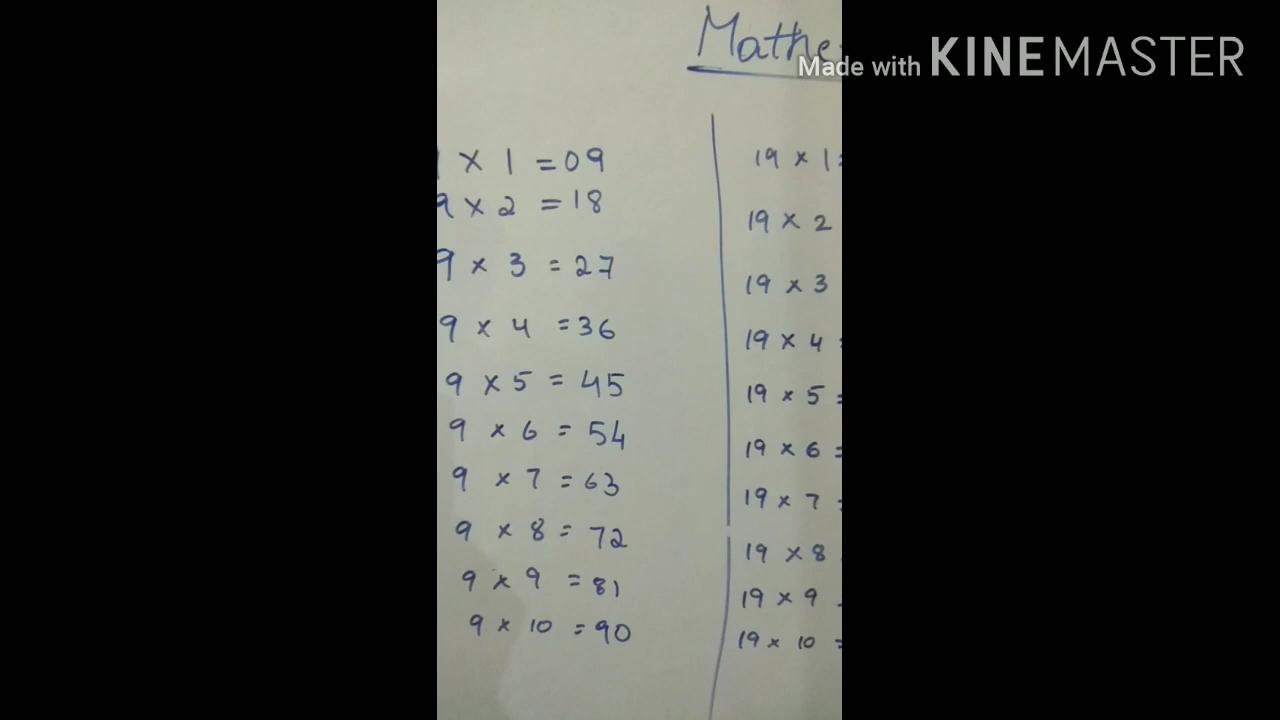 Mathe
Made with KINEMASTER
× 1 = 09
9 × 2 = 18
9 × 3 = 27
9 × 4 = 36
9 × 5 = 45
9 × 6 = 54
9 × 7 = 63
9 × 8 = 72
9 × 9 = 81
9 × 10 = 90
19 × 1 =
19 × 2
19 × 3
19 × 4 =
19 × 5 =
19 × 6 =
19 × 7 =
19 × 8
19 × 9
19 × 10 =